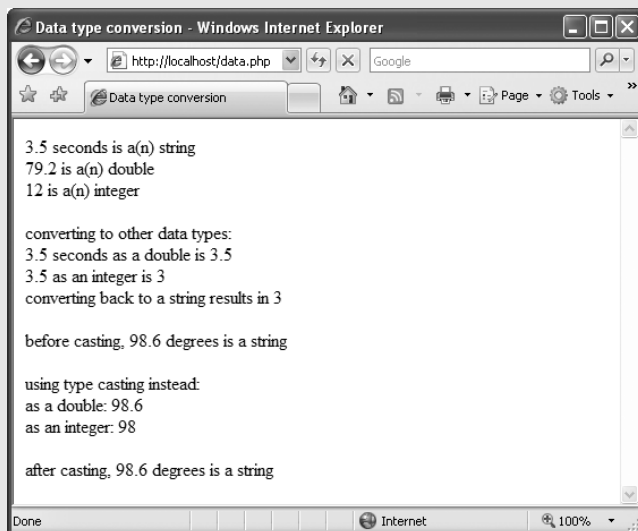 Data type conversion - Windows Internet Explorer
http://localhost/data.php
Google
Data type conversion
Page
Tools
»
3.5 seconds is a(n) string
79.2 is a(n) double
12 is a(n) integer
converting to other data types:
3.5 seconds as a double is 3.5
3.5 as an integer is 3
converting back to a string results in 3
before casting, 98.6 degrees is a string
using type casting instead:
as a double: 98.6
as an integer: 98
after casting, 98.6 degrees is a string
Done
Internet
100%